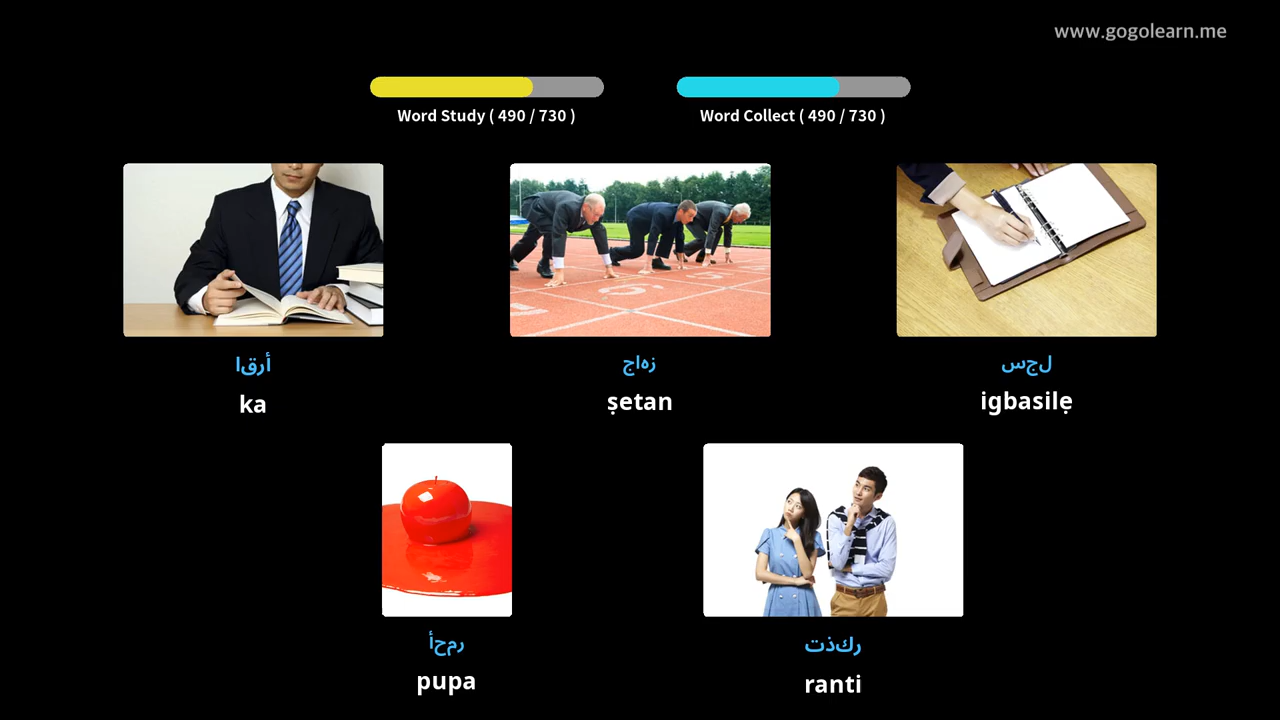 www.gogolearn.me
Word Study ( 490 / 730 )
Word Collect ( 490 / 730 )
أرقا
زهاج
لجس
ka
ṣetan
igbasilẹ
رمحأ
ركذت
pupa
ranti